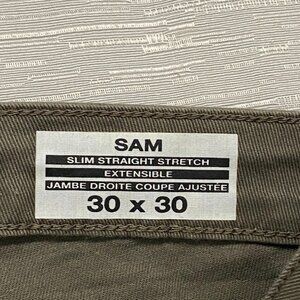 SAM
SLIM STRAIGHT STRETCH
EXTENSIBLE
JAMBE DROITE COUPE AJUSTÉE
30 x 30